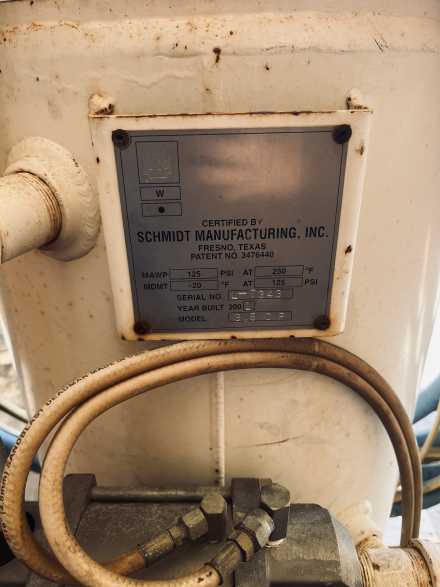 W
CERTIFIED BY
SCHMIDT MANUFACTURING, INC.
FRESNO, TEXAS
PATENT NO 3476440
MAWP 125 PSI AT 250 °F
MDMT -20 °F AT 125 PSI
SERIAL NO.
YEAR BUILT 200
MODEL